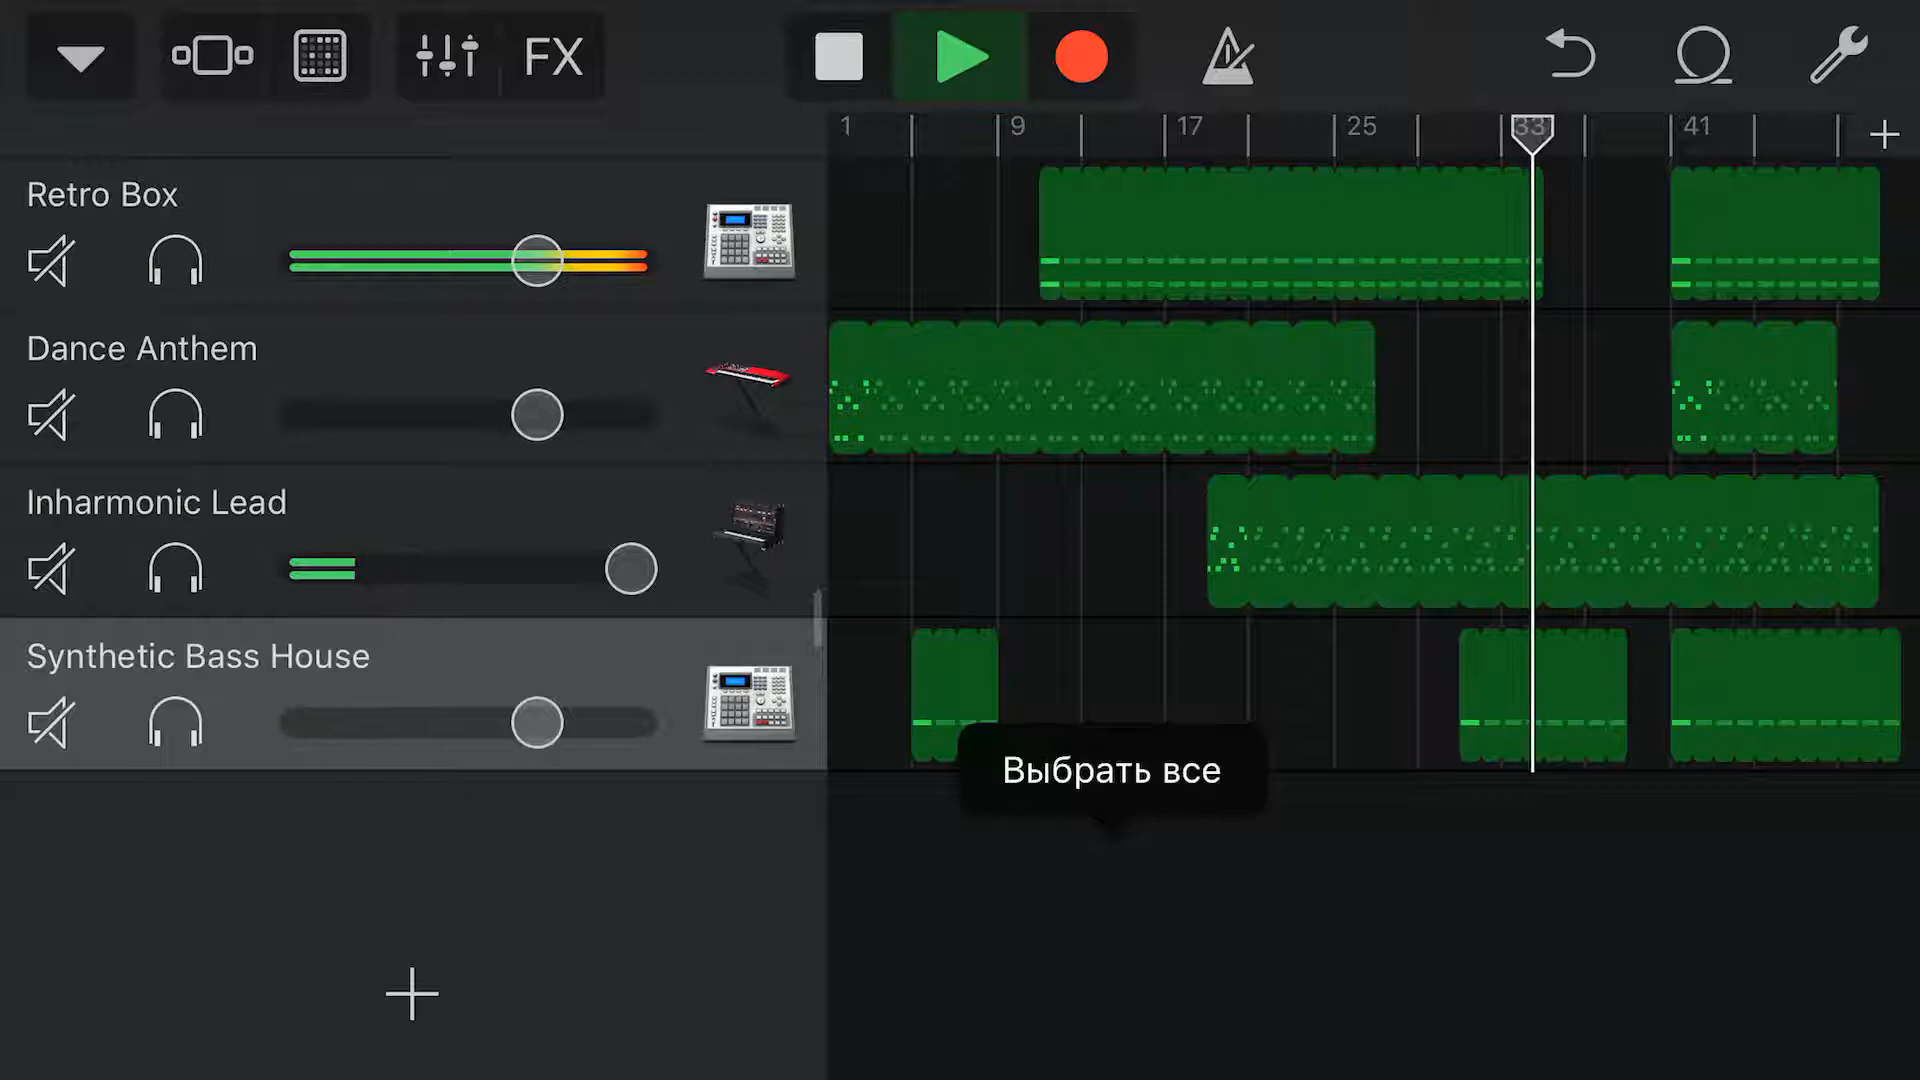 FX
1 9 17 25 33 41
Retro Box
Dance Anthem
Inharmonic Lead
Synthetic Bass House
Выбрать все